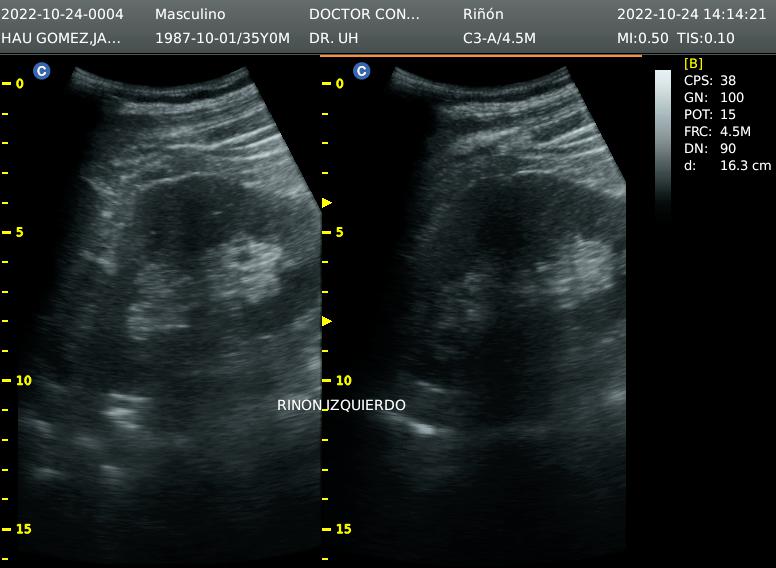 2022-10-24-0004 Masculino DOCTOR CON... Riñón 2022-10-24 14:14:21
HAU GOMEZ,JA... 1987-10-01/35Y0M DR. UH C3-A/4.5M MI:0.50 TIS:0.10
C C [B]
0 0 CPS: 38
GN: 100
POT: 15
FRC: 4.5M
DN: 90
d: 16.3 cm
5 5
10 10
RINON IZQUIERDO
15 15